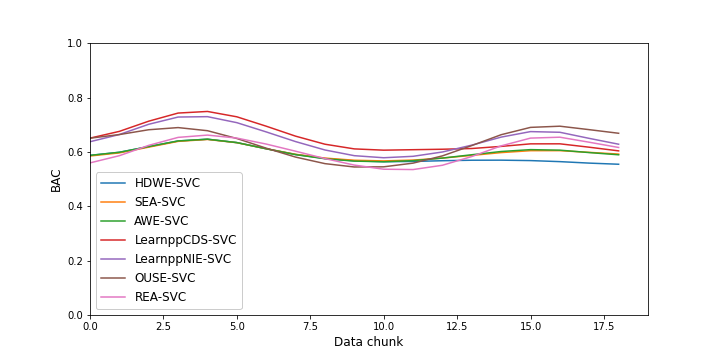 1.0
0.8
0.6
0.4
0.2
0.0
BAC
HDWE-SVC
SEA-SVC
AWE-SVC
LearnppCDS-SVC
LearnppNIE-SVC
OUSE-SVC
REA-SVC
0.0 2.5 5.0 7.5 10.0 12.5 15.0 17.5
Data chunk